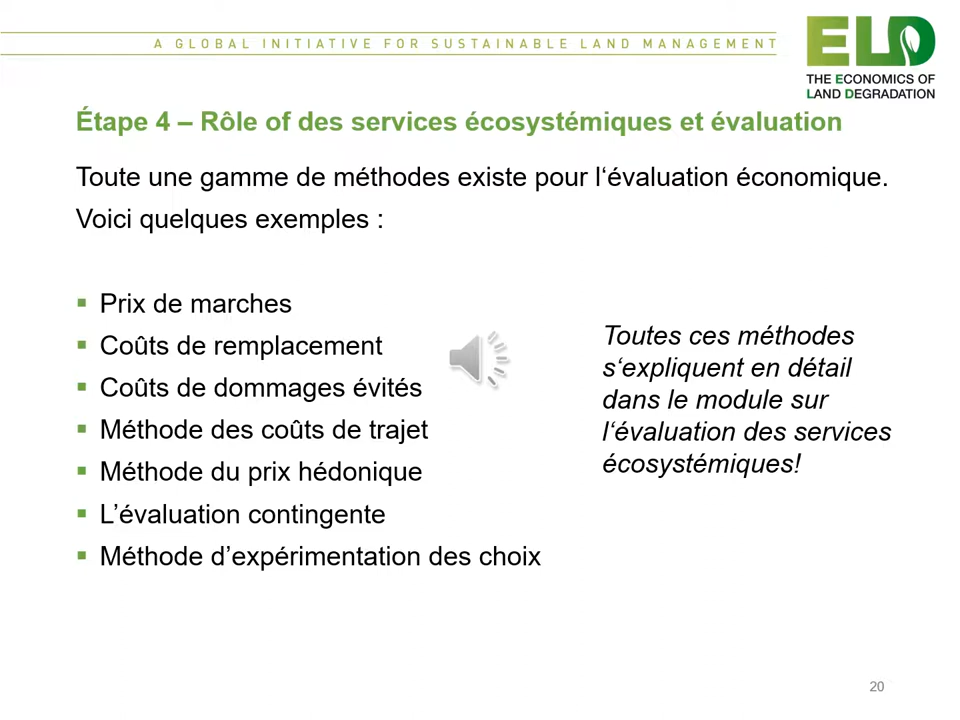 A GLOBAL INITIATIVE FOR SUSTAINABLE LAND MANAGEMENT
ELD
THE ECONOMICS OF
LAND DEGRADATION
Étape 4 – Rôle of des services écosystémiques et évaluation
Toute une gamme de méthodes existe pour l‘évaluation économique.
Voici quelques exemples :
▪ Prix de marches
▪ Coûts de remplacement
▪ Coûts de dommages évités
▪ Méthode des coûts de trajet
▪ Méthode du prix hédonique
▪ L’évaluation contingente
▪ Méthode d’expérimentation des choix
Toutes ces méthodes
s‘expliquent en détail
dans le module sur
l‘évaluation des services
écosystémiques!
20